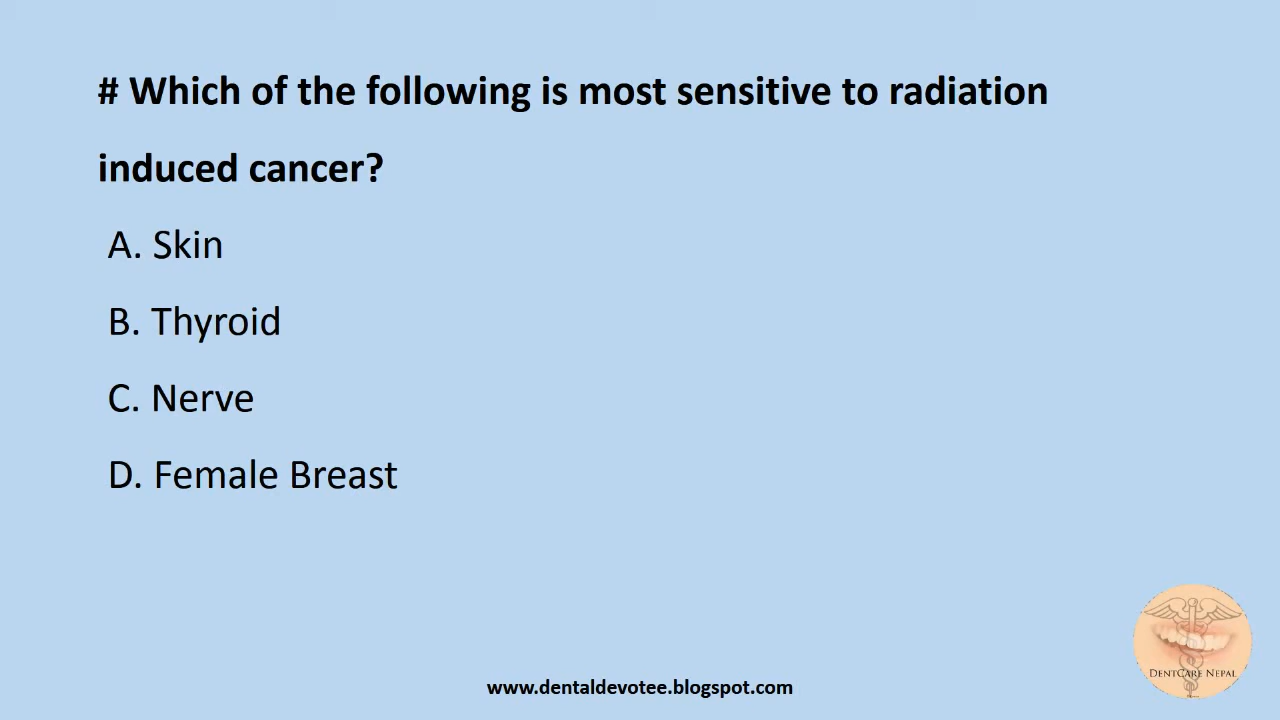 # Which of the following is most sensitive to radiation
induced cancer?
A. Skin
B. Thyroid
C. Nerve
D. Female Breast
DentCare Nepal
www.dentaldevotee.blogspot.com